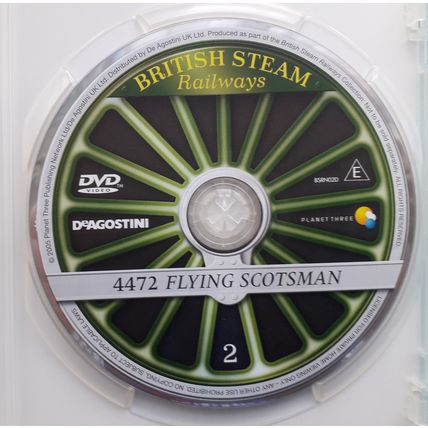 © 2005 Planet Three Publishing Network Ltd/De Agostini UK Ltd. Distributed by De Agostini UK Ltd. Produced as part of the British Steam Railways Collection. Not to be sold separately. ALL RIGHTS RESERVED.
BRITISH STEAM
Railways
DVD
VIDEO
TM
BSRN02D
E
DeAGOSTINI
PLANET THREE
4472 FLYING SCOTSMAN
2
LICENSED FOR PRIVATE HOME VIEWING ONLY - ANY OTHER USE PROHIBITED. NO COPYING. SUBJECT TO APPLICABLE LAWS.